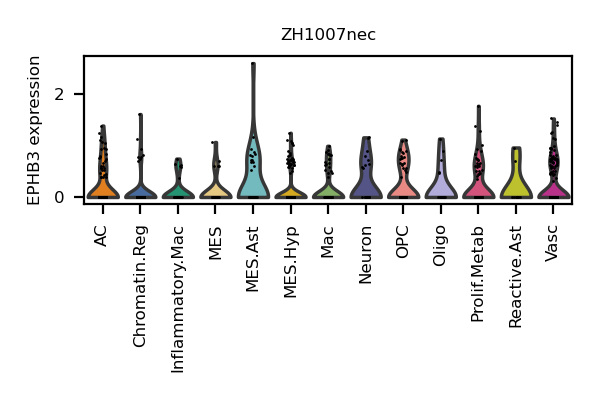 ZH1007nec
EPHB3 expression
2
0
AC
Chromatin.Reg
Inflammatory.Mac
MES
MES.Ast
MES.Hyp
Mac
Neuron
OPC
Oligo
Prolif.Metab
Reactive.Ast
Vasc